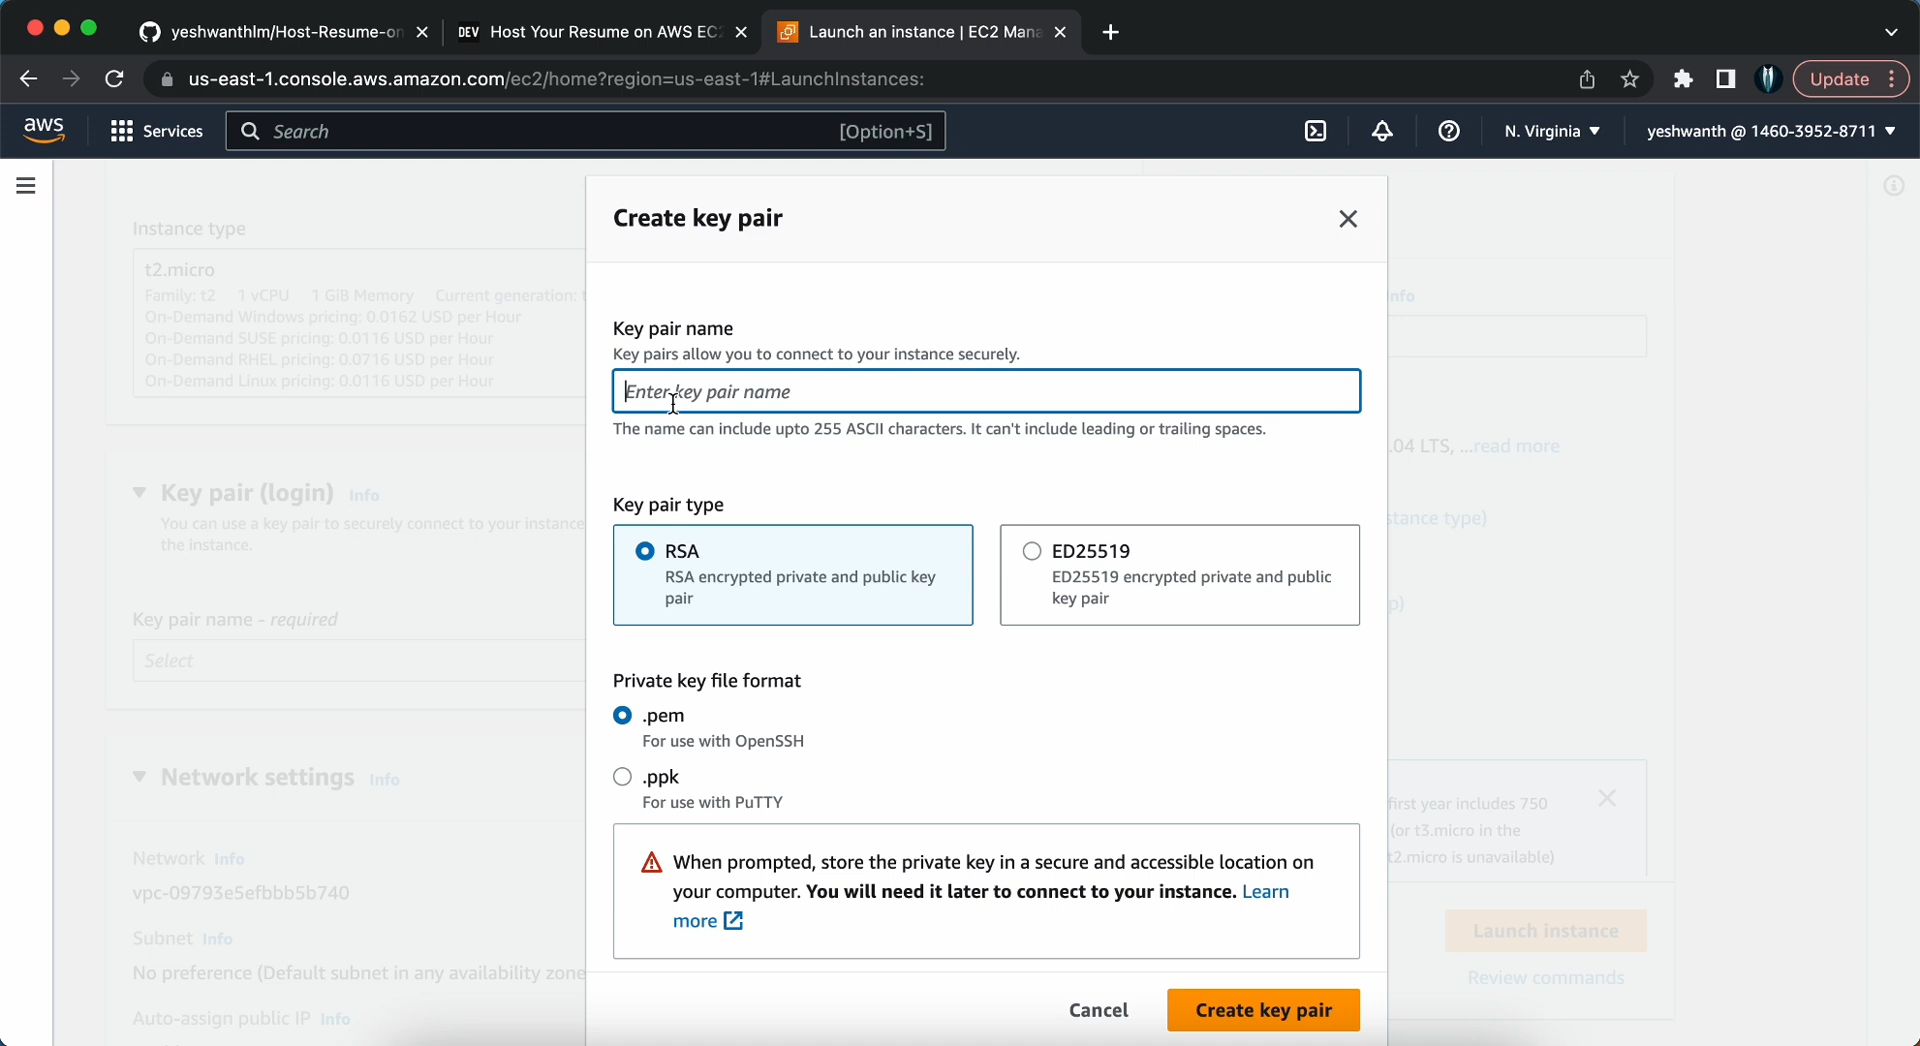 yeshwanthlm/Host-Resume-on
DEV Host Your Resume on AWS EC
Launch an instance | EC2 Mana
us-east-1.console.aws.amazon.com/ec2/home?region=us-east-1#LaunchInstances:
Update
aws
Services
Search
[Option+S]
N. Virginia
yeshwanth @ 1460-3952-8711
Instance type
t2.micro
Family: t2 1 vCPU 1 GiB Memory Current generation:
On-Demand Windows pricing: 0.0162 USD per Hour
On-Demand SUSE pricing: 0.0116 USD per Hour
On-Demand RHEL pricing: 0.0716 USD per Hour
On-Demand Linux pricing: 0.0116 USD per Hour
Key pair (login) Info
You can use a key pair to securely connect to your instance
the instance.
Key pair name - required
Select
Network settings Info
Network Info
vpc-09793e5efbbb5b740
Subnet Info
No preference (Default subnet in any availability zone
Auto-assign public IP Info
Create key pair
Key pair name
Key pairs allow you to connect to your instance securely.
Enter key pair name
The name can include upto 255 ASCII characters. It can't include leading or trailing spaces.
Key pair type
RSA
RSA encrypted private and public key
pair
ED25519
ED25519 encrypted private and public
key pair
Private key file format
.pem
For use with OpenSSH
.ppk
For use with PuTTY
When prompted, store the private key in a secure and accessible location on
your computer. You will need it later to connect to your instance. Learn
more
Cancel
Create key pair
nfo
.04 LTS, ...read more
stance type)
p)
first year includes 750
(or t3.micro in the
t2.micro is unavailable)
Launch instance
Review commands